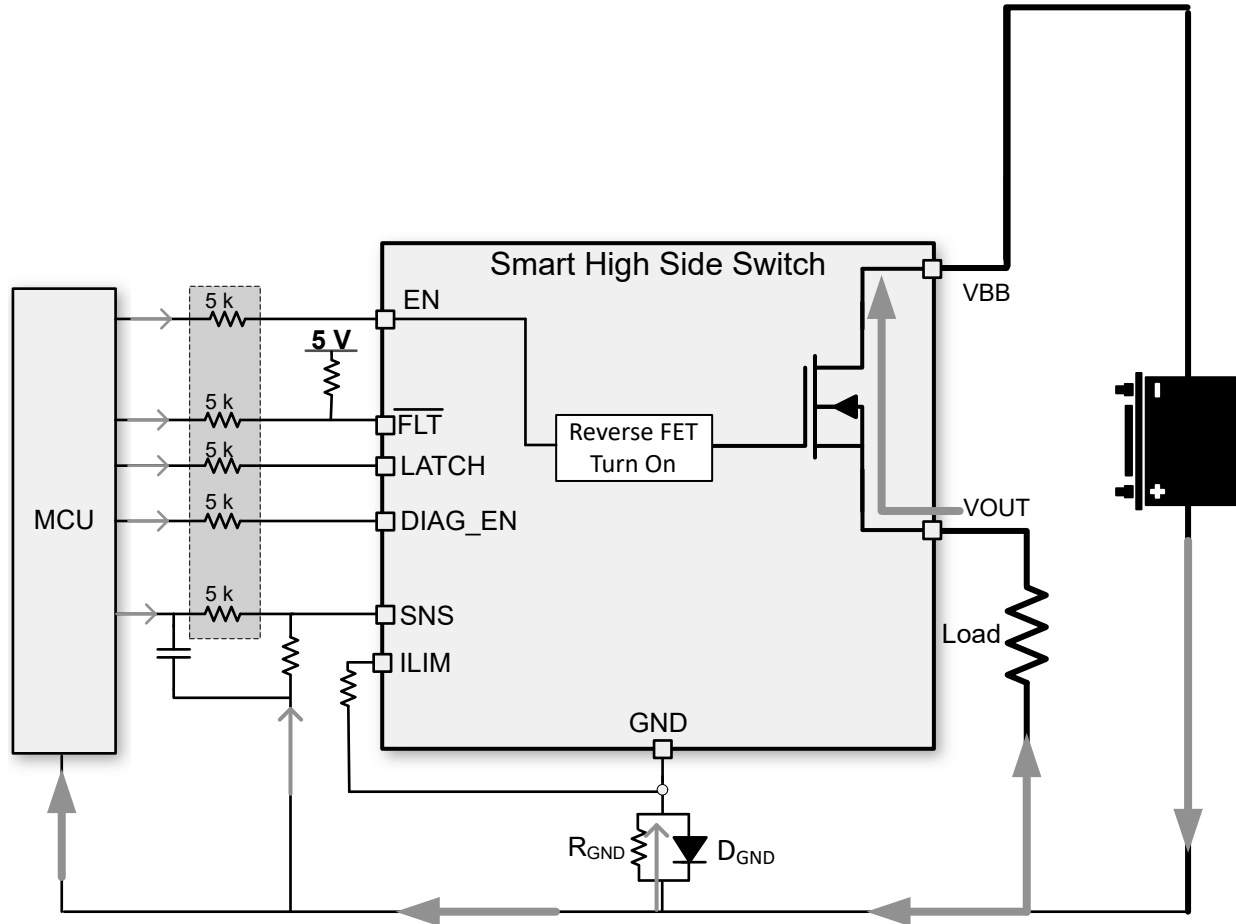 Smart High Side Switch
VBB
5 k
EN
5 V
5 k
FLT
5 k
LATCH
5 k
DIAG_EN
5 k
SNS
ILIM
MCU
Reverse FET
Turn On
VOUT
Load
GND
RGND
DGND
-
+